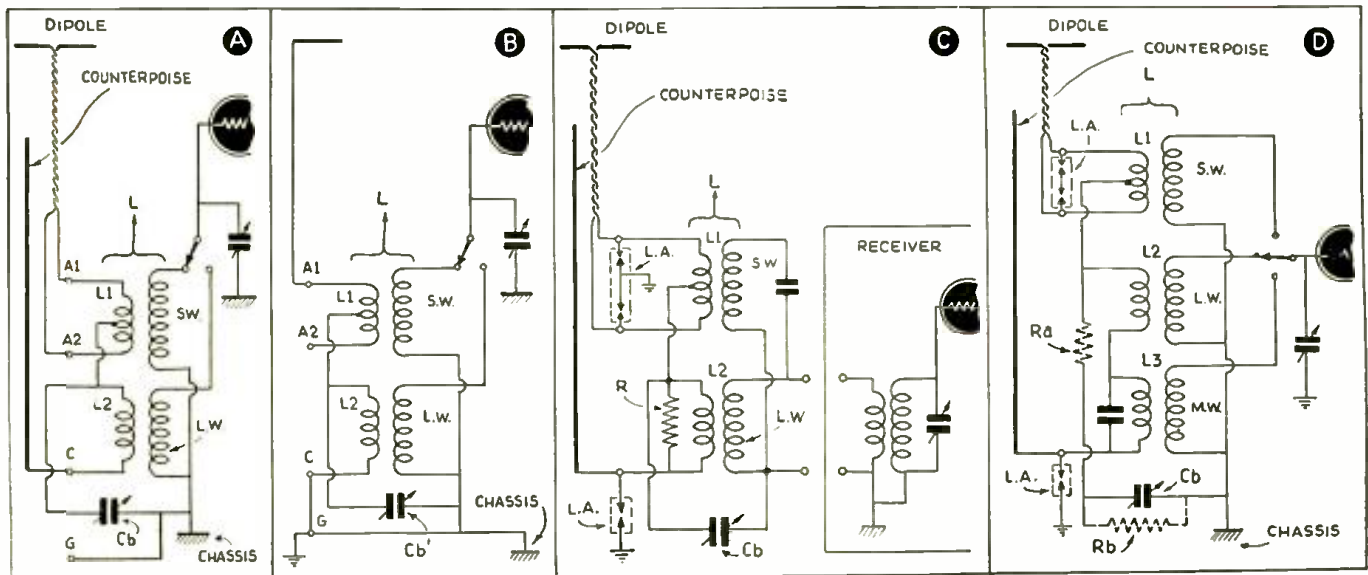 DIPOLE
A
COUNTERPOISE
L
A1
L1
SW.
A2
L2
L.W.
C
Cb
G
CHASSIS
B
L
A1
L1
S.W.
A2
L2
L.W.
C
CHASSIS
G
Cb
DIPOLE
C
COUNTERPOISE
L
L1
L.A.
SW
RECEIVER
L2
R
L.W
L.A.
Cb
DIPOLE
D
COUNTERPOISE
L
L.A.
L1
S.W.
L2
L.W.
Ra
L3
M.W.
L.A.
Cb
Rb
CHASSIS